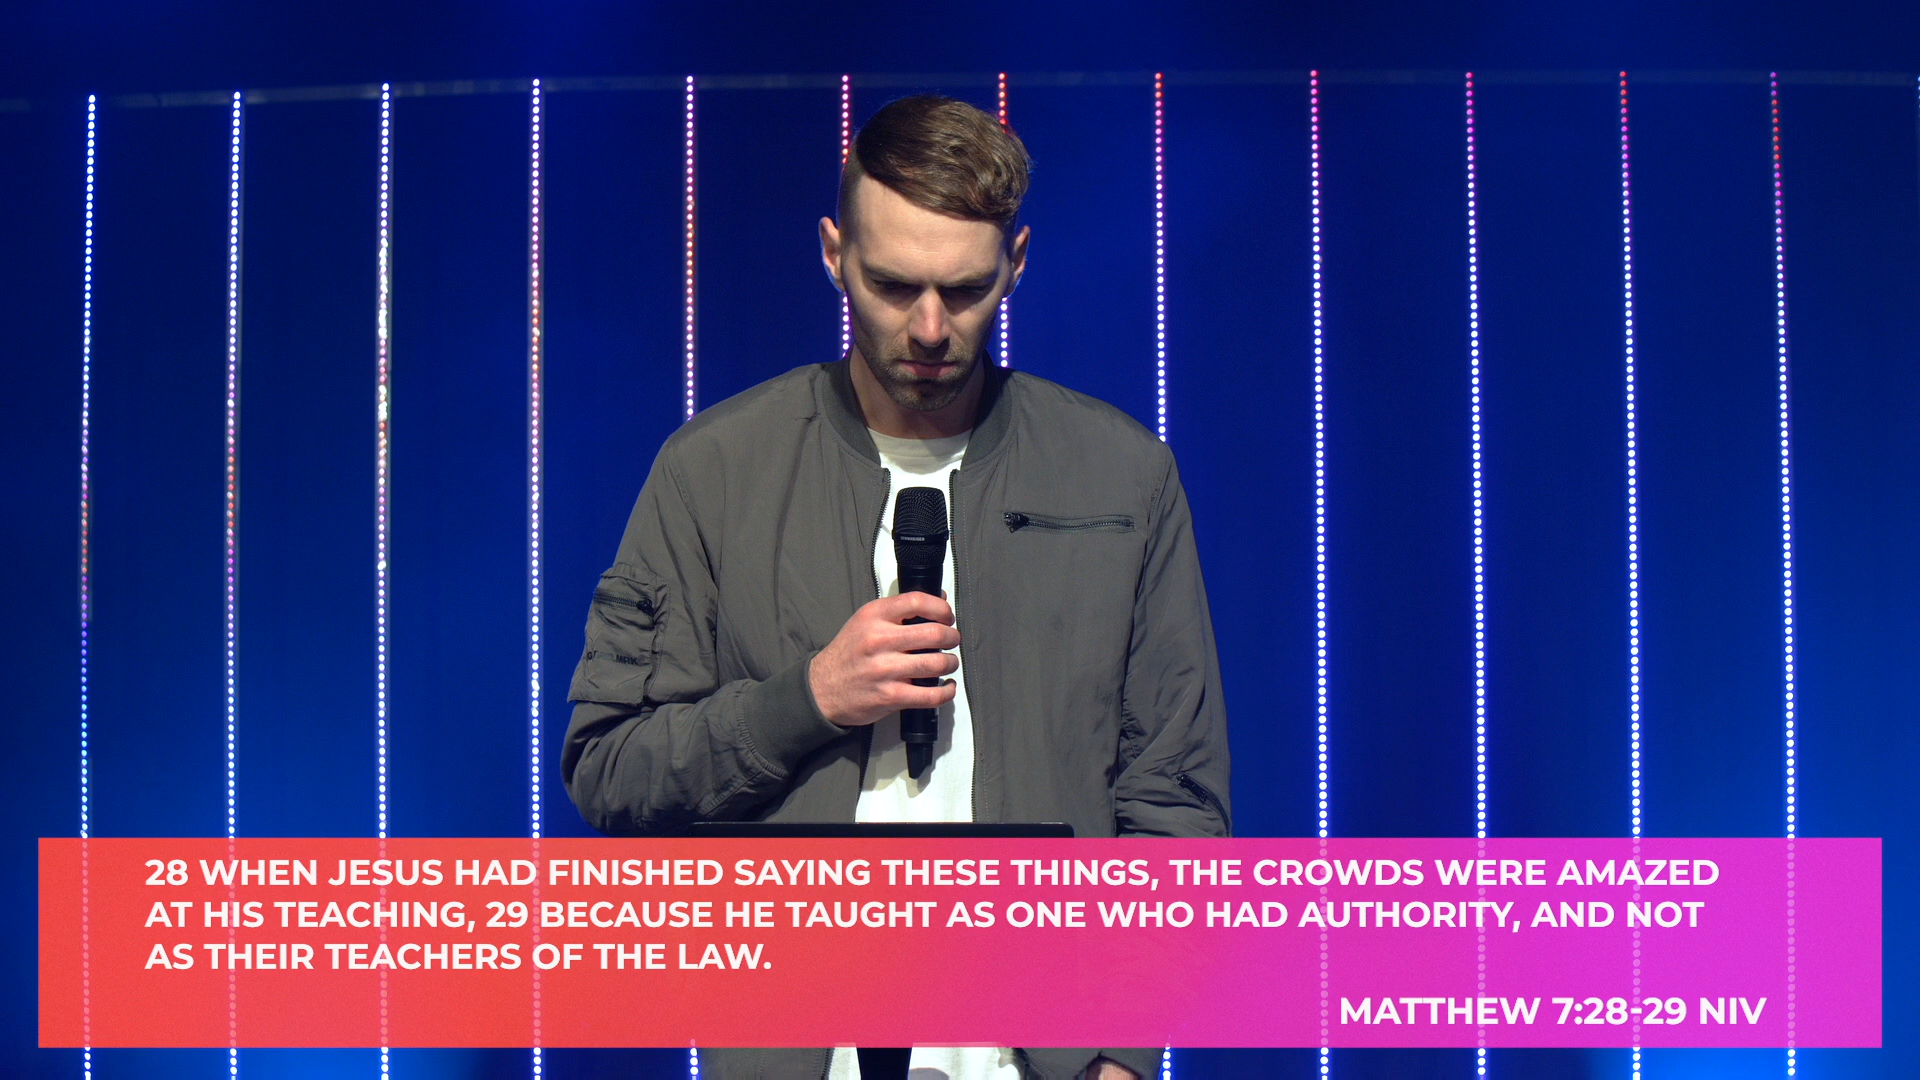 28 WHEN JESUS HAD FINISHED SAYING THESE THINGS, THE CROWDS WERE AMAZED
AT HIS TEACHING, 29 BECAUSE HE TAUGHT AS ONE WHO HAD AUTHORITY, AND NOT
AS THEIR TEACHERS OF THE LAW.
MATTHEW 7:28-29 NIV